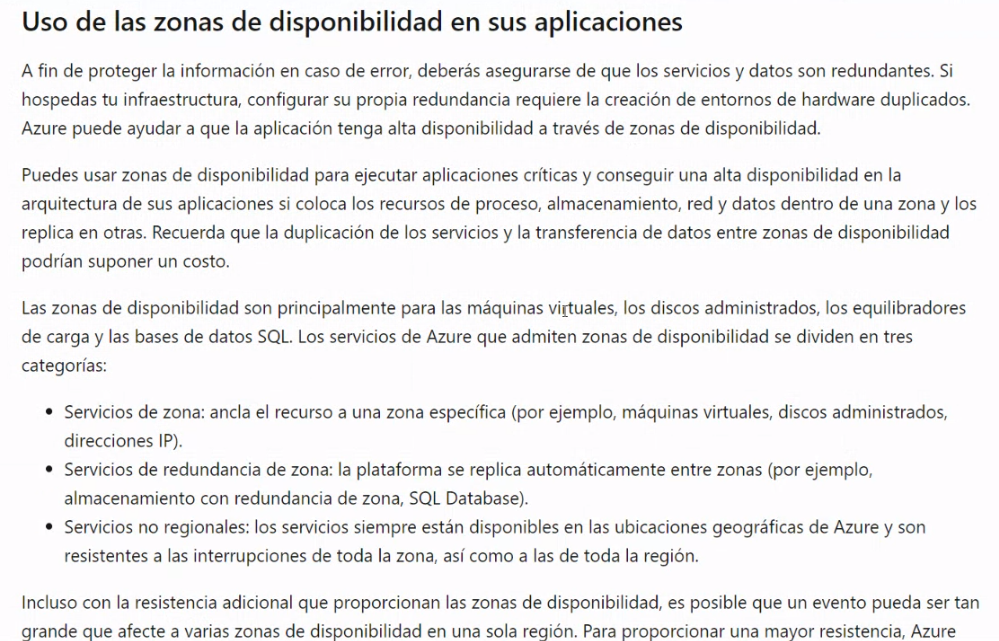 Uso de las zonas de disponibilidad en sus aplicaciones
A fin de proteger la información en caso de error, deberás asegurarse de que los servicios y datos son redundantes. Si
hospedas tu infraestructura, configurar su propia redundancia requiere la creación de entornos de hardware duplicados.
Azure puede ayudar a que la aplicación tenga alta disponibilidad a través de zonas de disponibilidad.
Puedes usar zonas de disponibilidad para ejecutar aplicaciones críticas y conseguir una alta disponibilidad en la
arquitectura de sus aplicaciones si coloca los recursos de proceso, almacenamiento, red y datos dentro de una zona y los
replica en otras. Recuerda que la duplicación de los servicios y la transferencia de datos entre zonas de disponibilidad
podrían suponer un costo.
Las zonas de disponibilidad son principalmente para las máquinas virtuales, los discos administrados, los equilibradores
de carga y las bases de datos SQL. Los servicios de Azure que admiten zonas de disponibilidad se dividen en tres
categorías:
• Servicios de zona: ancla el recurso a una zona específica (por ejemplo, máquinas virtuales, discos administrados,
direcciones IP).
• Servicios de redundancia de zona: la plataforma se replica automáticamente entre zonas (por ejemplo,
almacenamiento con redundancia de zona, SQL Database).
• Servicios no regionales: los servicios siempre están disponibles en las ubicaciones geográficas de Azure y son
resistentes a las interrupciones de toda la zona, así como a las de toda la región.
Incluso con la resistencia adicional que proporcionan las zonas de disponibilidad, es posible que un evento pueda ser tan
grande que afecte a varias zonas de disponibilidad en una sola región. Para proporcionar una mayor resistencia, Azure